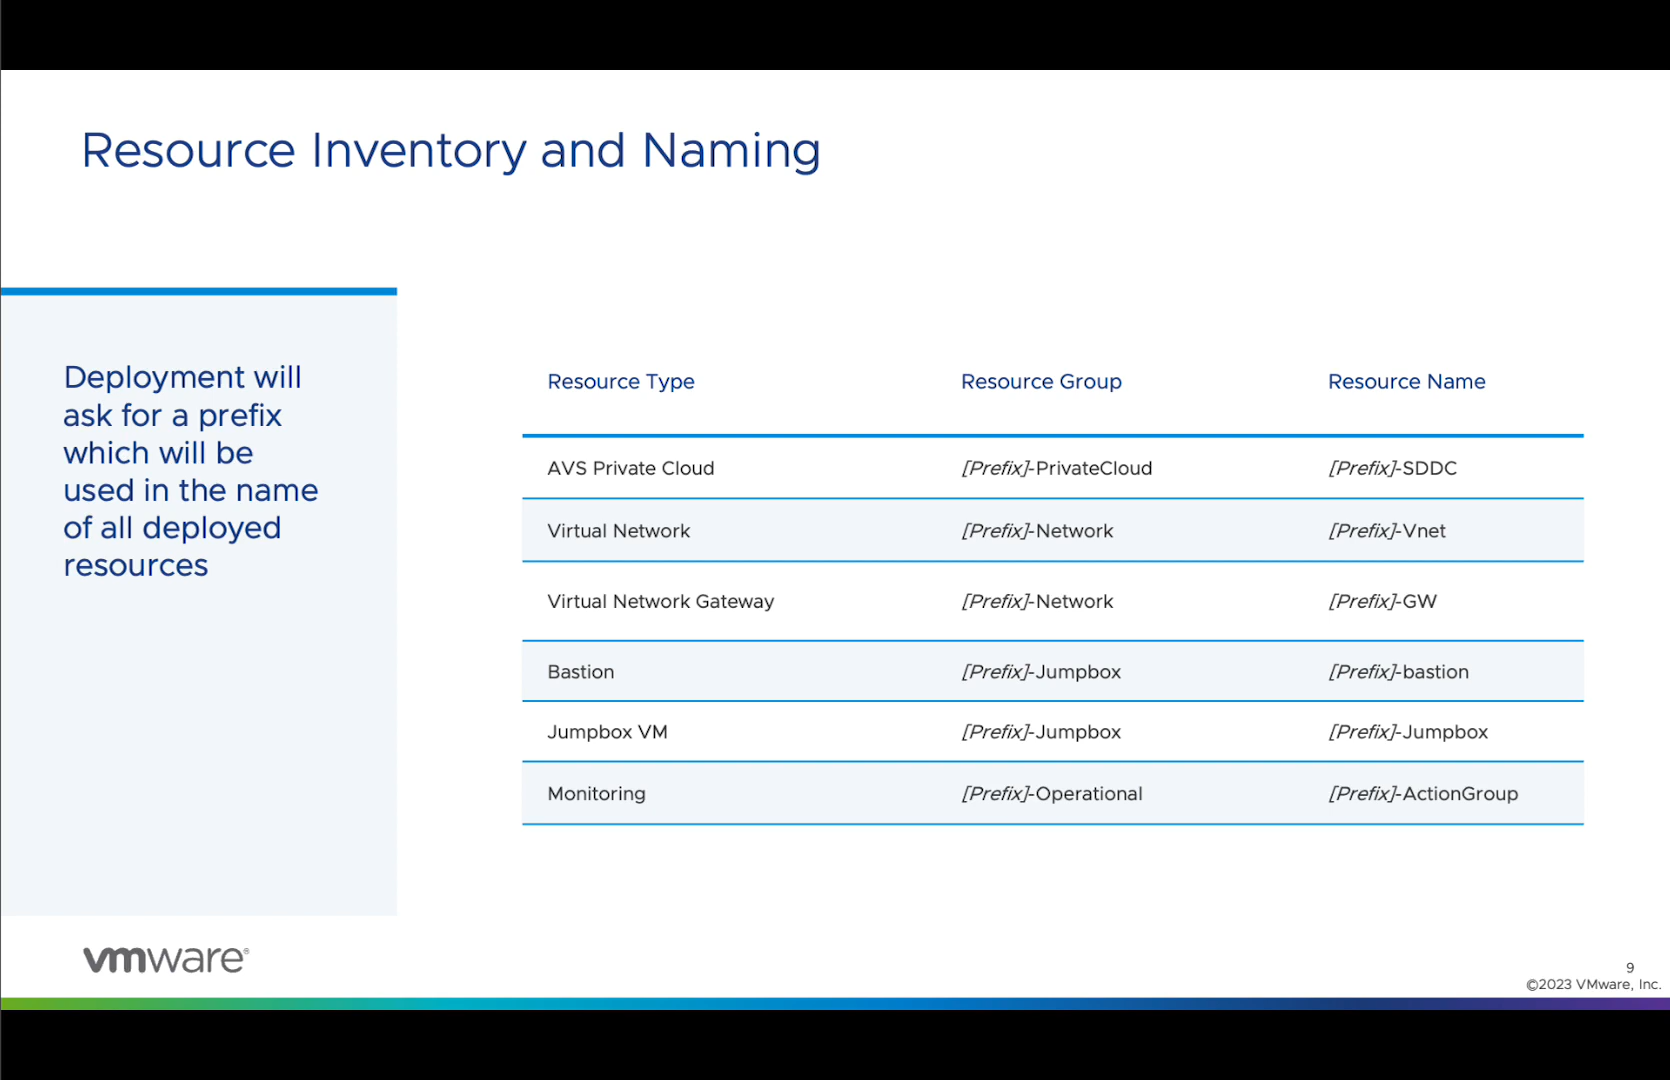 Resource Inventory and Naming
Deployment will
ask for a prefix
which will be
used in the name
of all deployed
resources
Resource Type Resource Group Resource Name
AVS Private Cloud [Prefix]-PrivateCloud [Prefix]-SDDC
Virtual Network [Prefix]-Network [Prefix]-Vnet
Virtual Network Gateway [Prefix]-Network [Prefix]-GW
Bastion [Prefix]-Jumpbox [Prefix]-bastion
Jumpbox VM [Prefix]-Jumpbox [Prefix]-Jumpbox
Monitoring [Prefix]-Operational [Prefix]-ActionGroup
vmware®
9
©2023 VMware, Inc.